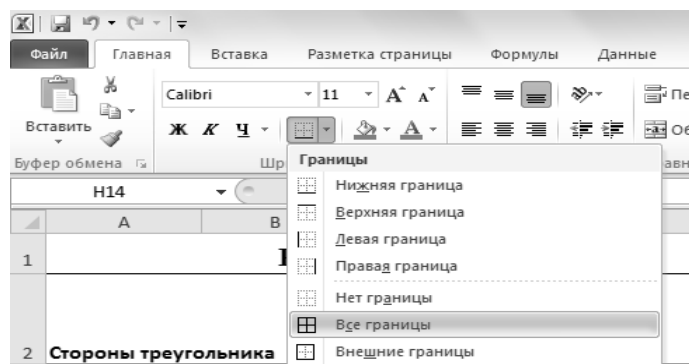 Файл Главная Вставка Разметка страницы Формулы Данные
Calibri 11 А А
Вставить Ж К Ч
Буфер обмена
H14
Границы
Нижняя граница
Верхняя граница
Левая граница
Правая граница
Нет границы
Все границы
Внешние границы
A B
1
2 Стороны треугольника